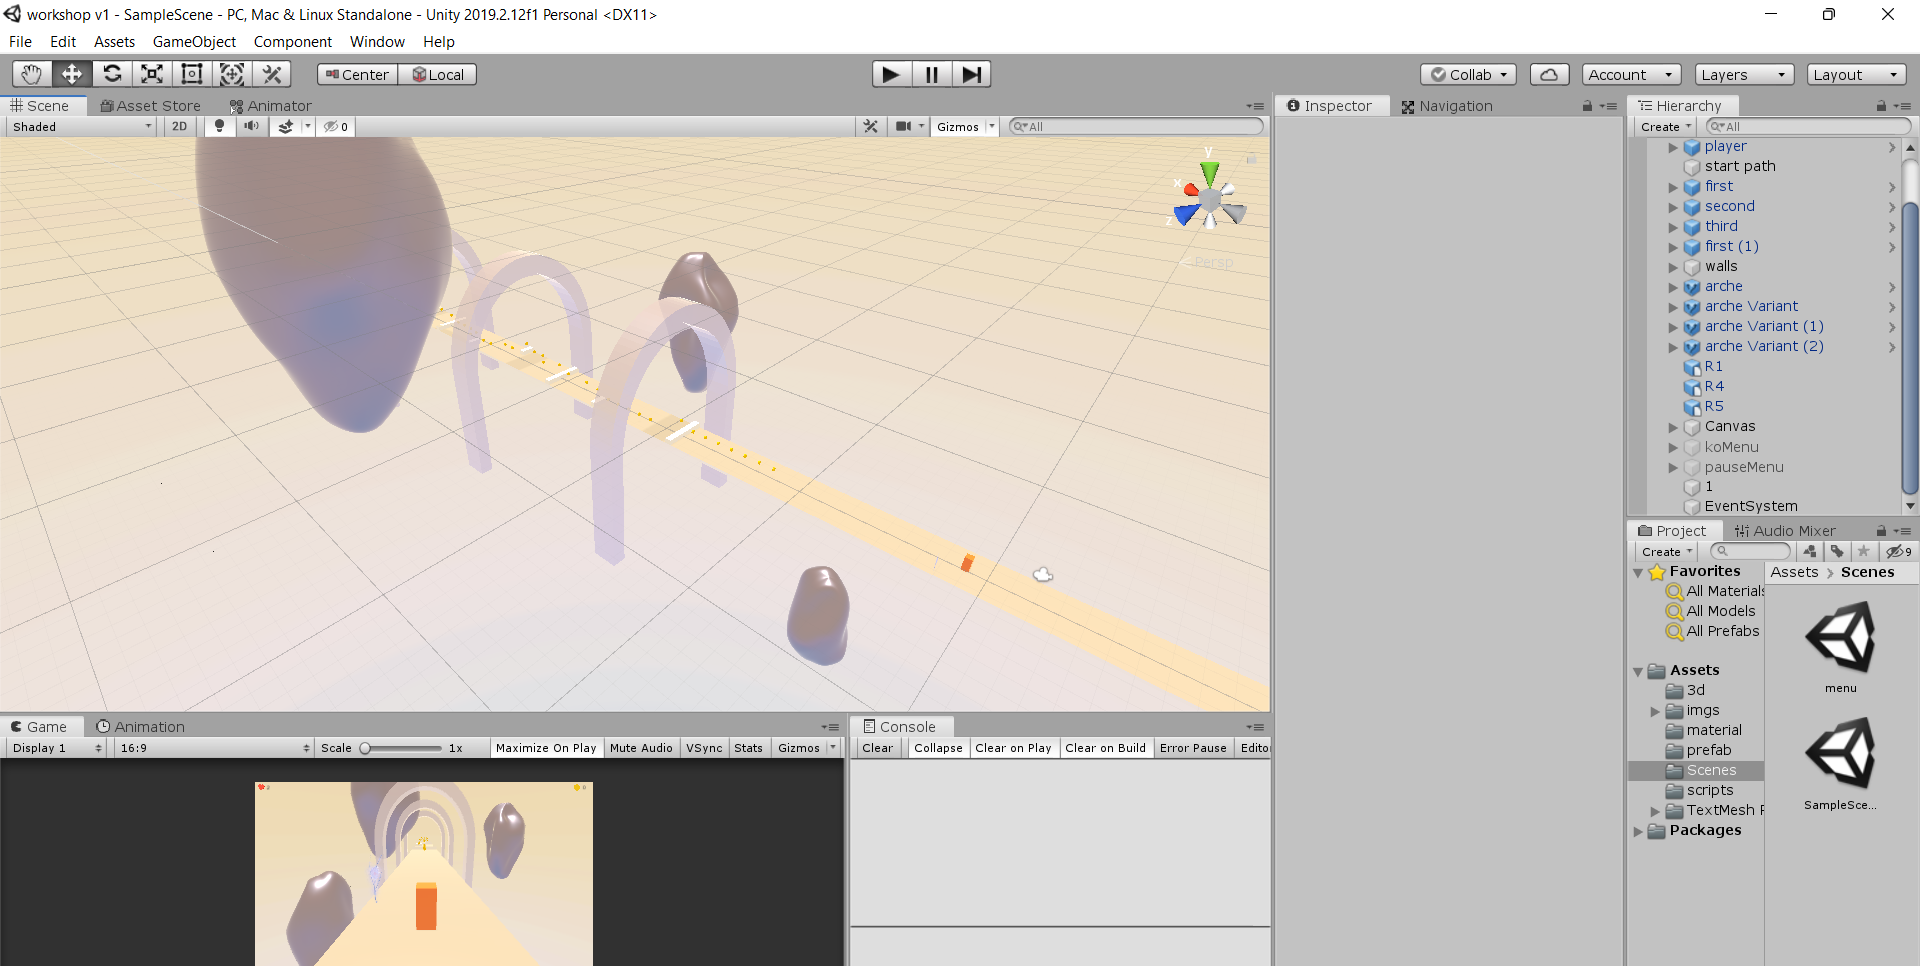 workshop v1 - SampleScene - PC, Mac & Linux Standalone - Unity 2019.2.12f1 Personal <DX11>
File Edit Assets GameObject Component Window Help
Center Local Collab Account Layers Layout
Scene Asset Store Animator
Shaded 2D 0 Gizmos All
y
x
z
Persp
Inspector Navigation
Hierarchy
Create All
player
start path
first
second
third
first (1)
walls
arche
arche Variant
arche Variant (1)
arche Variant (2)
R1
R4
R5
Canvas
koMenu
pauseMenu
1
EventSystem
Project Audio Mixer
Create 9
Favorites
All Materials
All Models
All Prefabs
Assets
3d
imgs
material
prefab
Scenes
scripts
TextMesh P
Packages
Assets > Scenes
menu
SampleSce...
Game Animation
Display 1 16:9 Scale 1x Maximize On Play Mute Audio VSync Stats Gizmos
Console
Clear Collapse Clear on Play Clear on Build Error Pause Edito